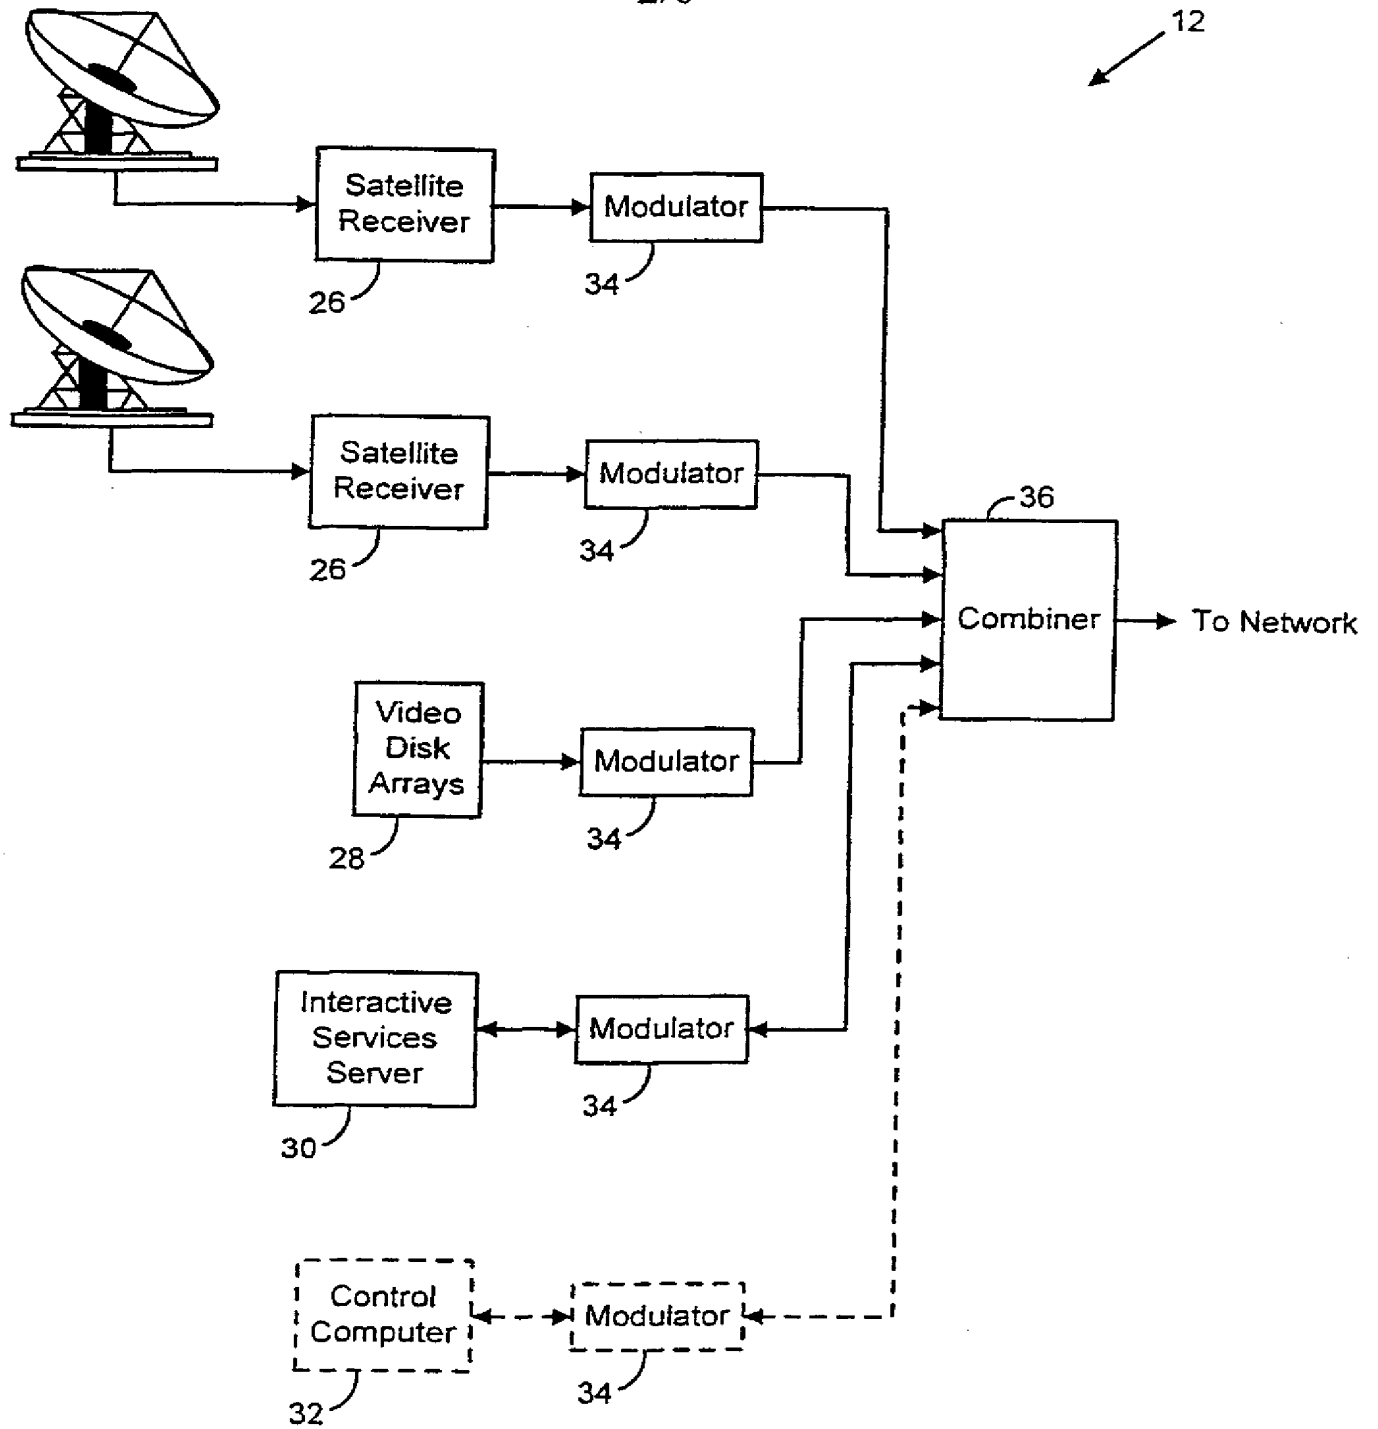 12
Satellite
Receiver
Modulator
26
34
Satellite
Receiver
Modulator
26
34
36
Combiner
To Network
Video
Disk
Arrays
Modulator
28
34
Interactive
Services
Server
Modulator
30
34
Control
Computer
Modulator
32
34